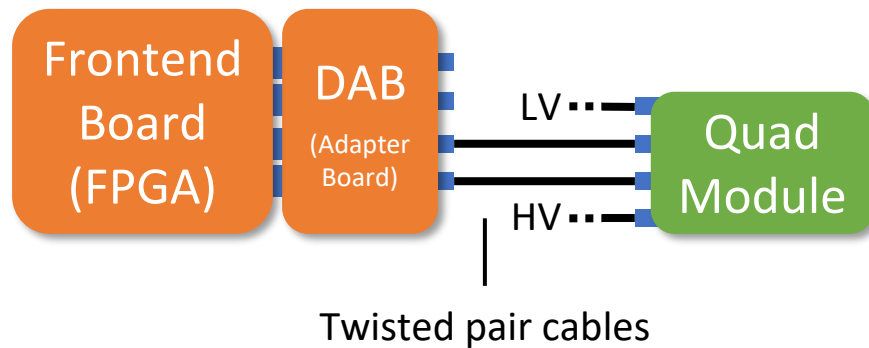 Frontend
Board
(FPGA)
DAB
(Adapter
Board)
LV
HV
Quad
Module
Twisted pair cables